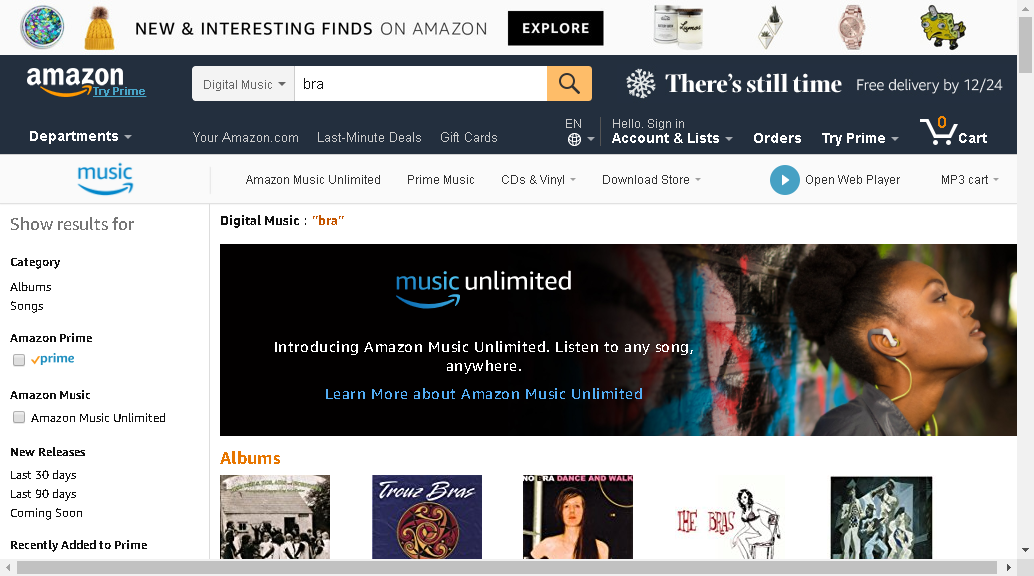 NEW & INTERESTING FINDS ON AMAZON
EXPLORE
amazon
Try Prime
Digital Music
bra
There's still time
Free delivery by 12/24
Departments
Your Amazon.com
Last-Minute Deals
Gift Cards
EN
Hello. Sign in
Account & Lists
Orders
Try Prime
0
Cart
music
Amazon Music Unlimited
Prime Music
CDs & Vinyl
Download Store
Open Web Player
MP3 cart
Show results for
Category
Albums
Songs
Amazon Prime
prime
Amazon Music
Amazon Music Unlimited
New Releases
Last 30 days
Last 90 days
Coming Soon
Recently Added to Prime
Digital Music : "bra"
music unlimited
Introducing Amazon Music Unlimited. Listen to any song,
anywhere.
Learn More about Amazon Music Unlimited
Albums
Trouz Bras
NO BRA DANCE AND WALK
THE BRAS